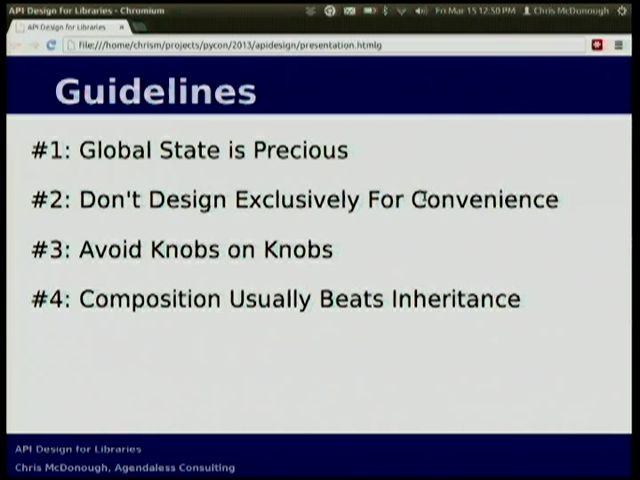 API Design for Libraries - Chromium
Fri Mar 15 12:50 PM
Chris McDonough
API Design for Libraries
file:///home/chrism/projects/pycon/2013/apidesign/presentation.html
Guidelines
#1: Global State is Precious
#2: Don't Design Exclusively For Convenience
#3: Avoid Knobs on Knobs
#4: Composition Usually Beats Inheritance
API Design for Libraries
Chris McDonough, Agendaless Consulting